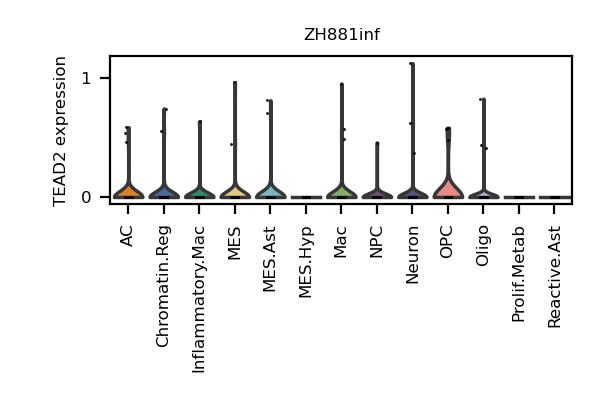 ZH881inf
TEAD2 expression
1
0
AC
Chromatin.Reg
Inflammatory.Mac
MES
MES.Ast
MES.Hyp
Mac
NPC
Neuron
OPC
Oligo
Prolif.Metab
Reactive.Ast